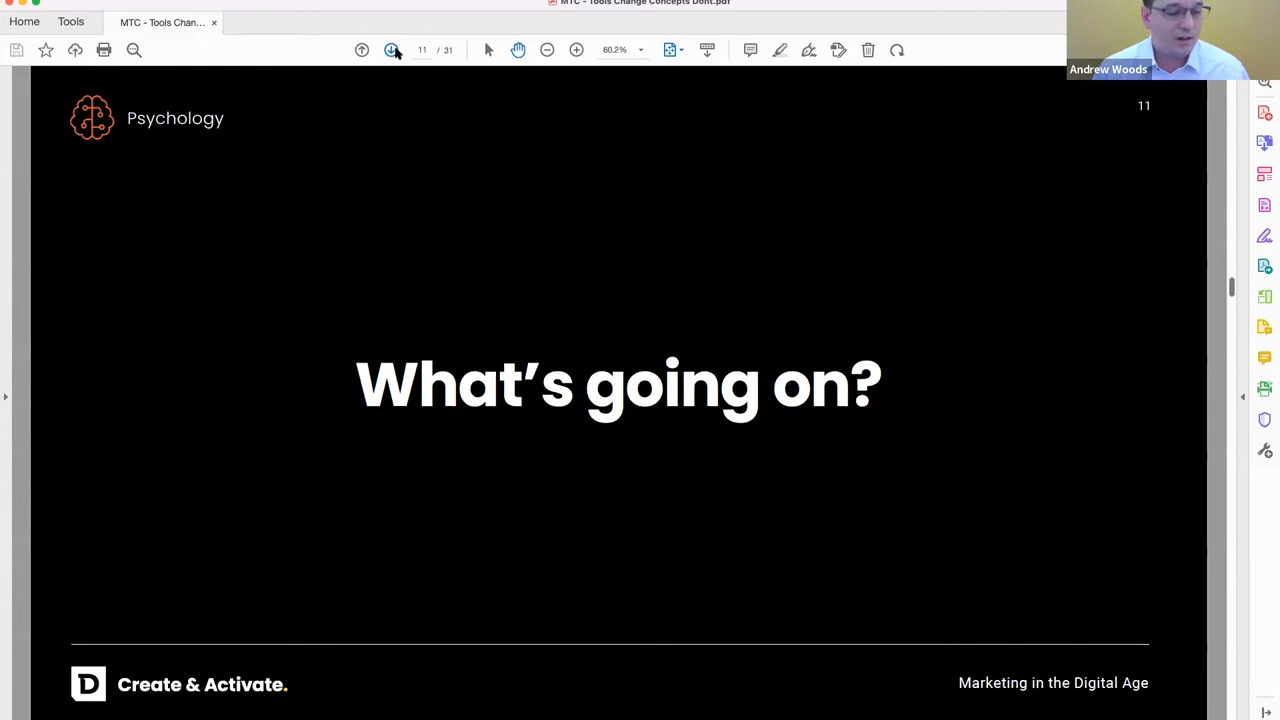 MTC - Tools Change Concepts Dont.pdf
Home
Tools
MTC - Tools Chan... ×
11 / 31
60.2%
Andrew Woods
Psychology
11
What's going on?
D Create & Activate.
Marketing in the Digital Age